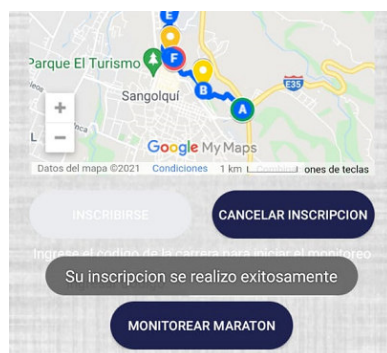 E
Parque El Turismo
F
B
E35
Sangolquí
A
+
−
Google My Maps
Datos del mapa ©2021 Condiciones 1 km ones de teclas
INSCRIBIRSE CANCELAR INSCRIPCION
Ingrese el codigo de la carrera para iniciar el monitoreo
Su inscripcion se realizo exitosamente
MONITOREAR MARATON